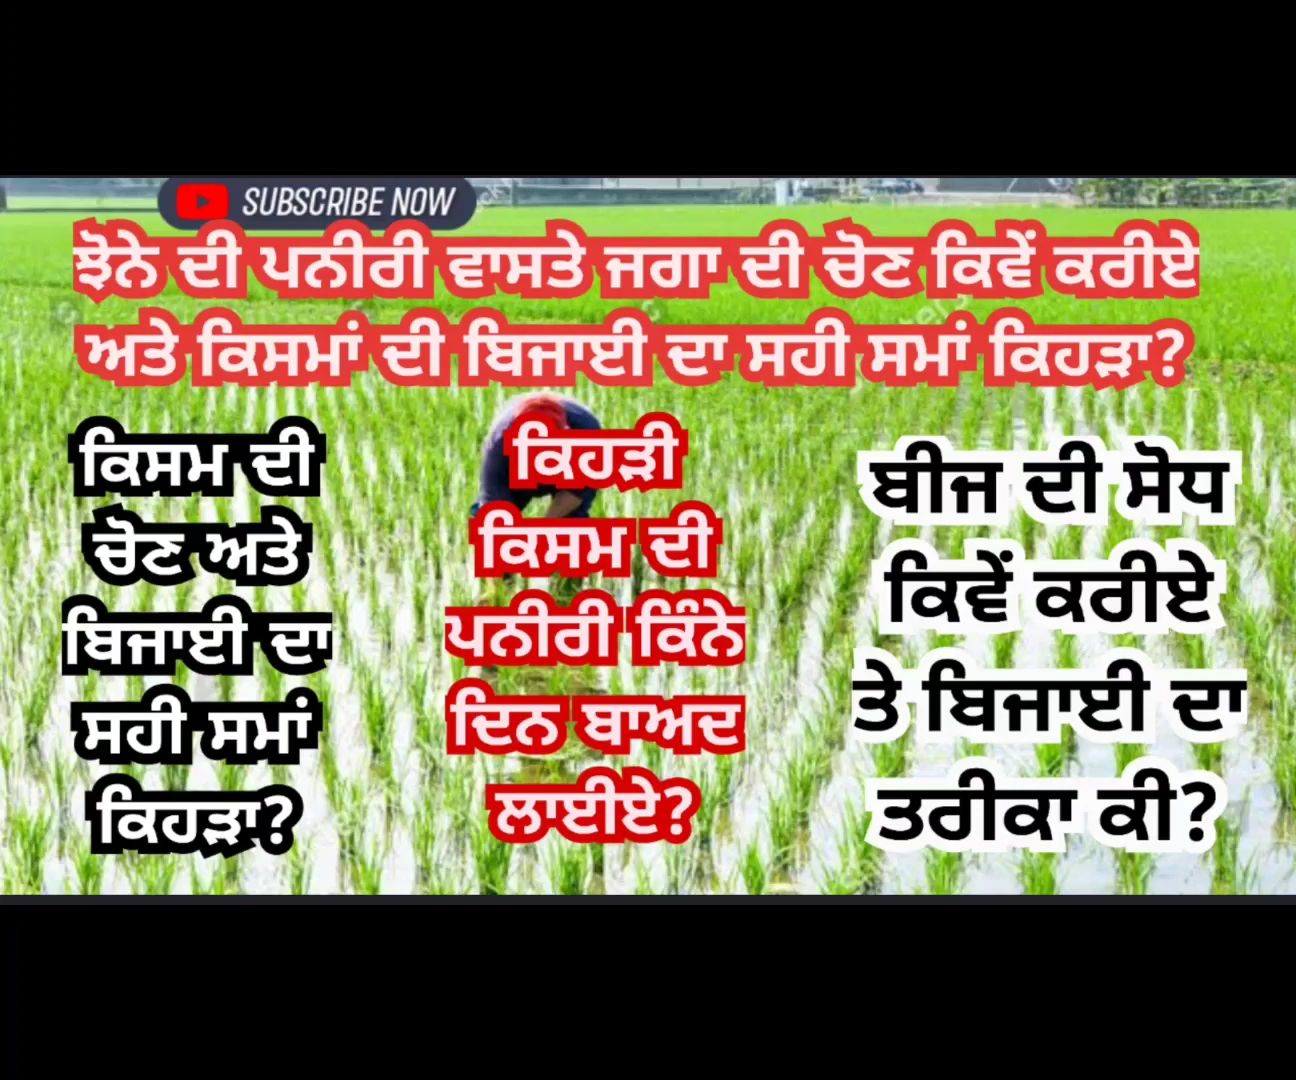 SUBSCRIBE NOW
ਝੋਨੇ ਦੀ ਪਨੀਰੀ ਵਾਸਤੇ ਜਗਾ ਦੀ ਚੋਣ ਕਿਵੇਂ ਕਰੀਏ
ਅਤੇ ਕਿਸਮਾਂ ਦੀ ਬਿਜਾਈ ਦਾ ਸਹੀ ਸਮਾਂ ਕਿਹੜਾ?
ਕਿਸਮ ਦੀ
ਚੋਣ ਅਤੇ
ਬਿਜਾਈ ਦਾ
ਸਹੀ ਸਮਾਂ
ਕਿਹੜਾ?
ਕਿਹੜੀ
ਕਿਸਮ ਦੀ
ਪਨੀਰੀ ਕਿੰਨੇ
ਦਿਨ ਬਾਅਦ
ਲਾਈਏ?
ਬੀਜ ਦੀ ਸੋਧ
ਕਿਵੇਂ ਕਰੀਏ
ਤੇ ਬਿਜਾਈ ਦਾ
ਤਰੀਕਾ ਕੀ?